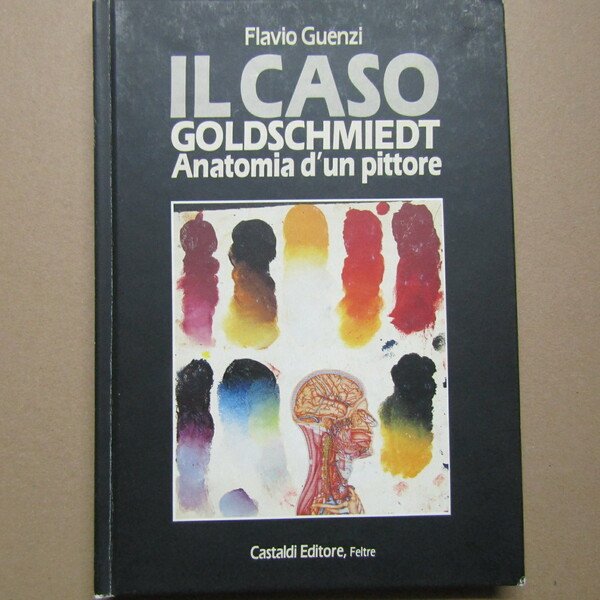 Flavio Guenzi
IL CASO
GOLDSCHMIEDT
Anatomia d'un pittore
Castaldi Editore, Feltre